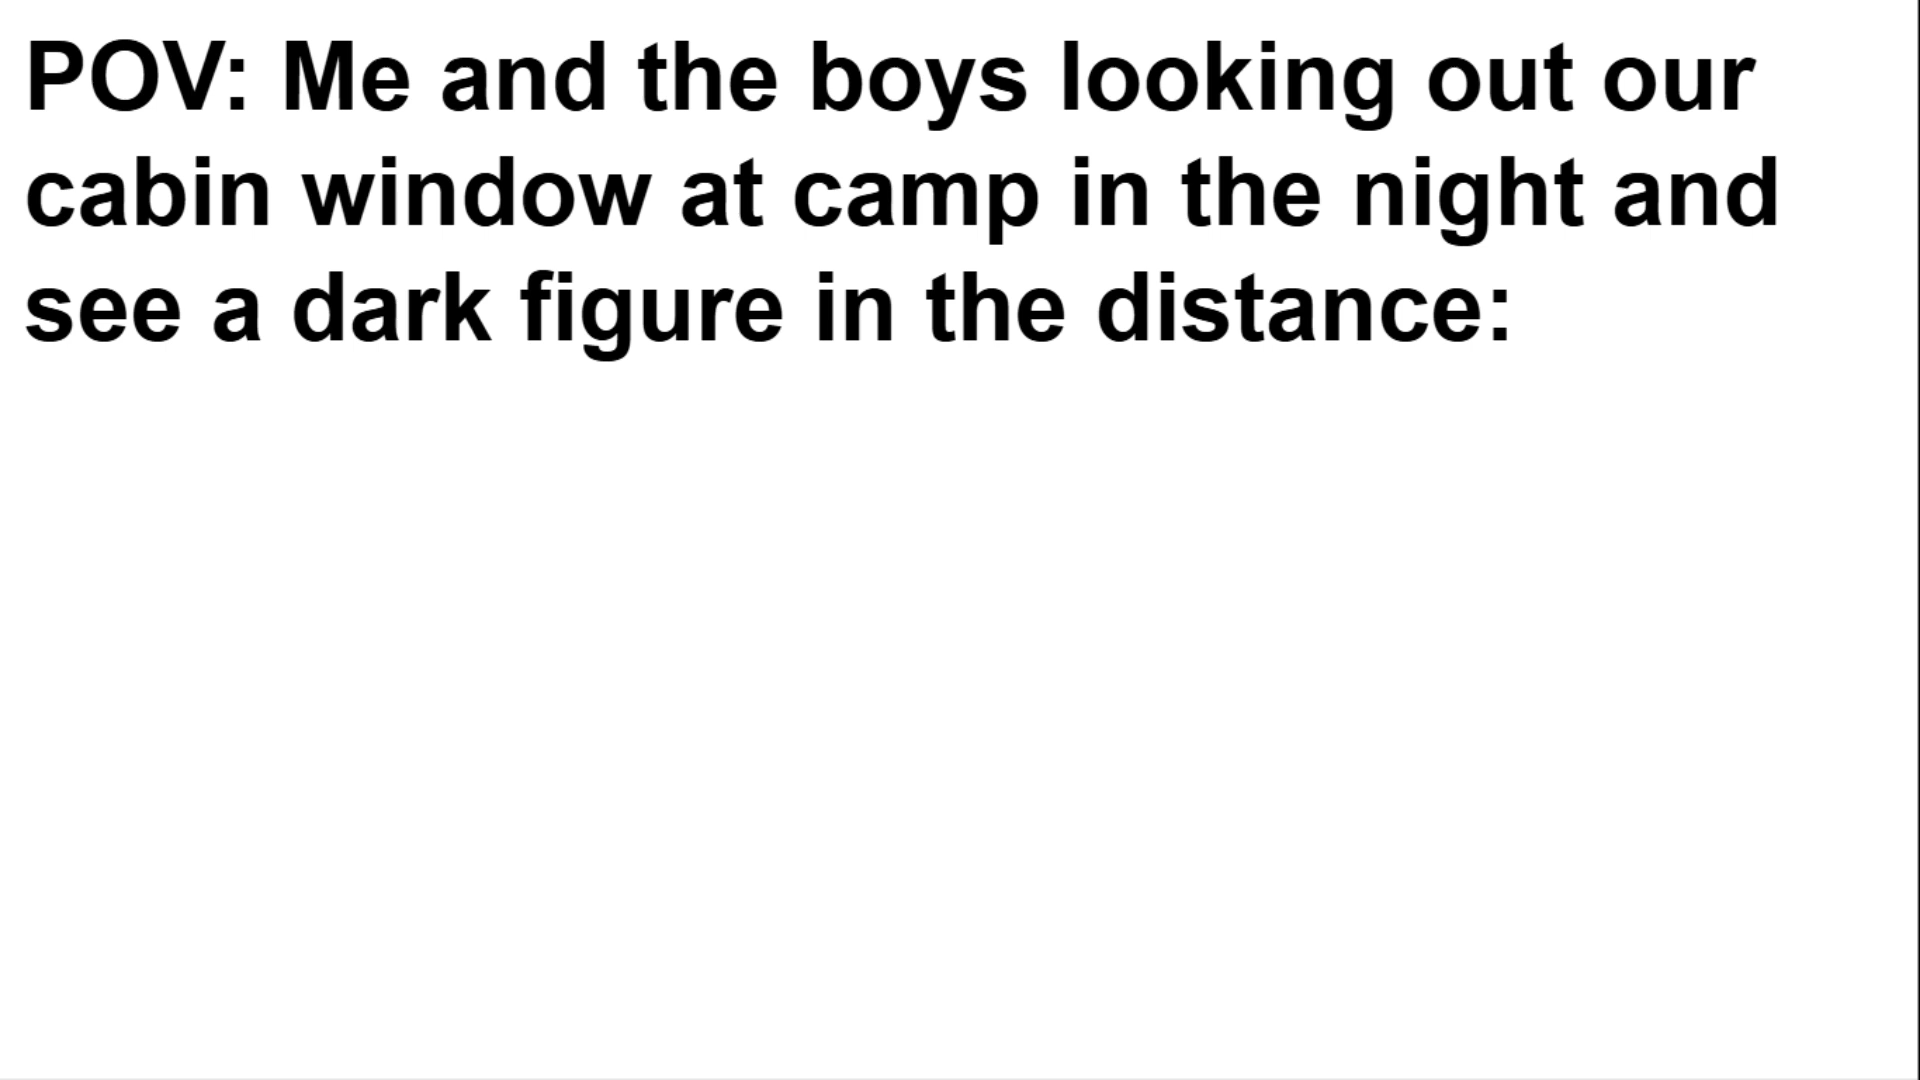 POV: Me and the boys looking out our
cabin window at camp in the night and
see a dark figure in the distance: